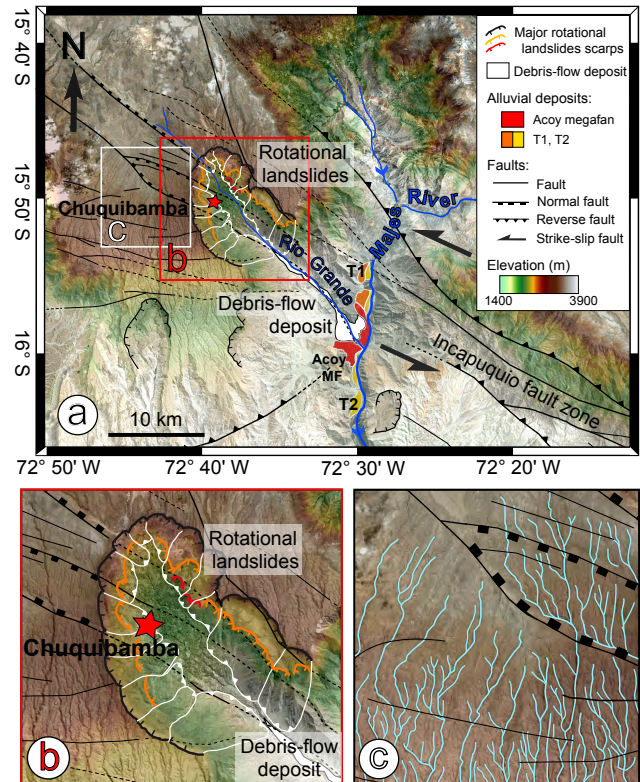 15° 40' S
15° 50' S
16° S
N
Rotational
landslides
Chuquibamba
c
b
Rio Grande
Majes
River
T1
Debris-flow
deposit
Acoy
MF
T2
Incapuquio fault zone
a
10 km
72° 50' W
72° 40' W
72° 30' W
72° 20' W
Major rotational
landslides scarps
Debris-flow deposit
Alluvial deposits:
Acoy megafan
T1, T2
Faults:
Fault
Normal fault
Reverse fault
Strike-slip fault
Elevation (m)
1400
3900
Rotational
landslides
Chuquibamba
Debris-flow
deposit
b
c